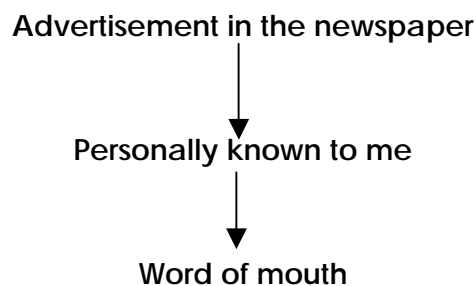 Advertisement in the newspaper
Personally known to me
Word of mouth